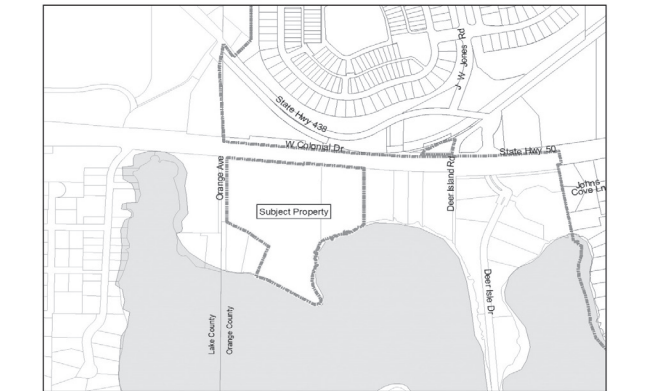 J W Jones Rd
State Hwy 438
W Colonial Dr
State Hwy 50
Orange Ave
Deer Island Rd
Johns
Cove Ln
Subject Property
Deer Isle Dr
Lake County
Orange County